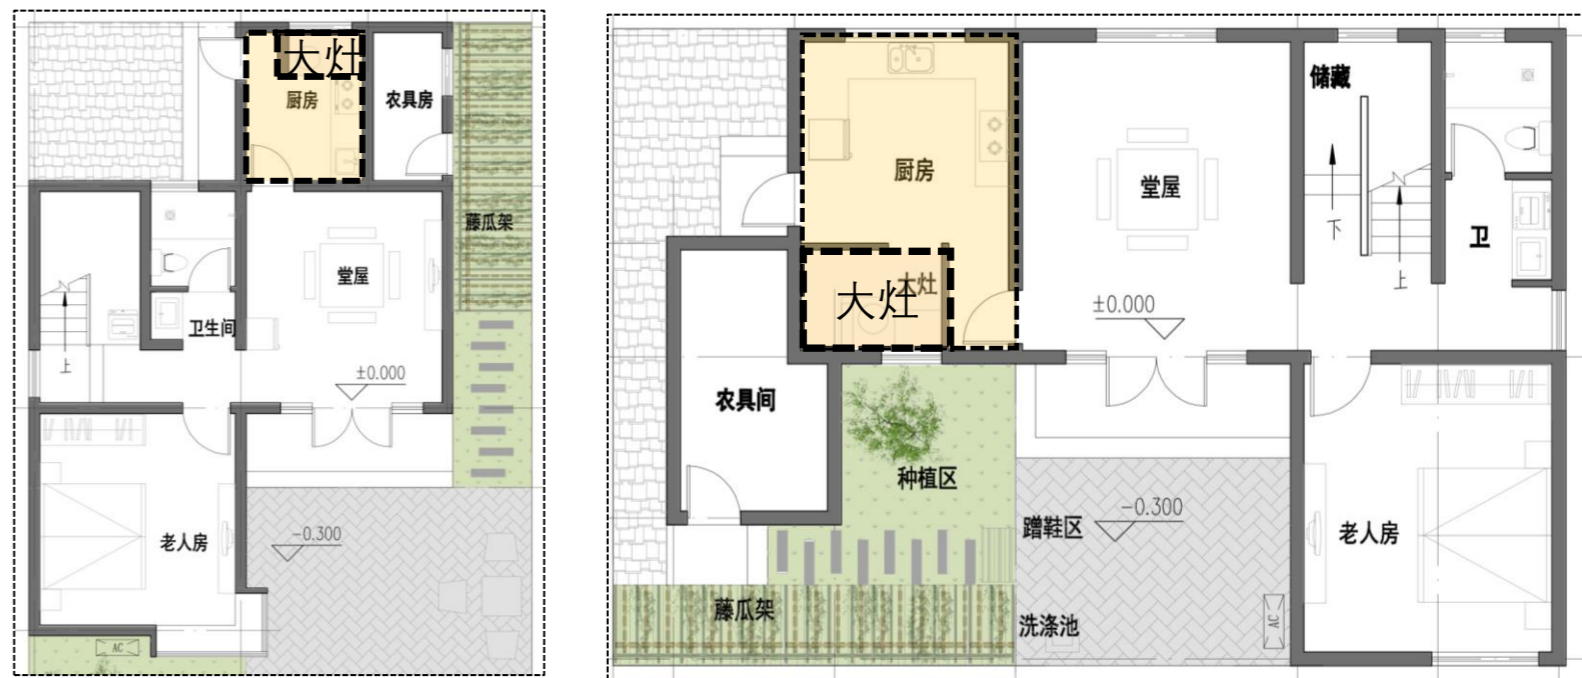 大灶
厨房
农具房
藤瓜架
堂屋
卫生间
上
±0.000
老人房
-0.300
AC
储藏
厨房
堂屋
下
上
卫
大灶
大灶
±0.000
农具间
种植区
蹭鞋区
-0.300
老人房
藤瓜架
洗涤池
AC